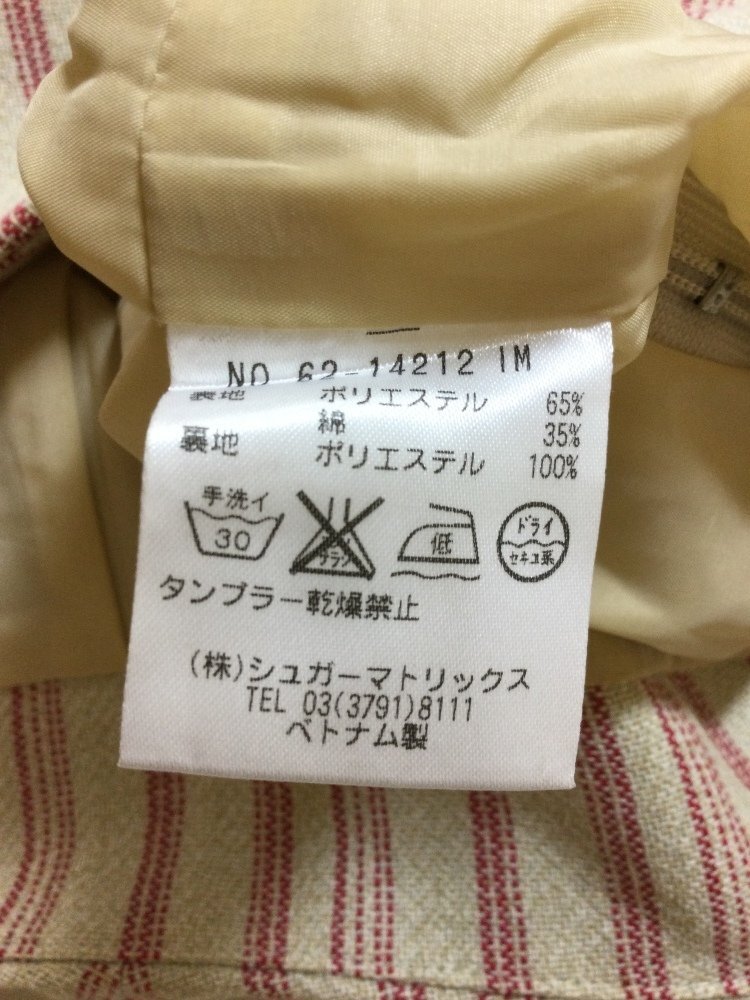 NO 62-14212 IM
裏地 ポリエステル 65%
綿 35%
裏地 ポリエステル 100%
手洗イ
30
低
ドライ
セキユ系
タンブラー乾燥禁止
(株)シュガーマトリックス
TEL 03(3791)8111
ベトナム製